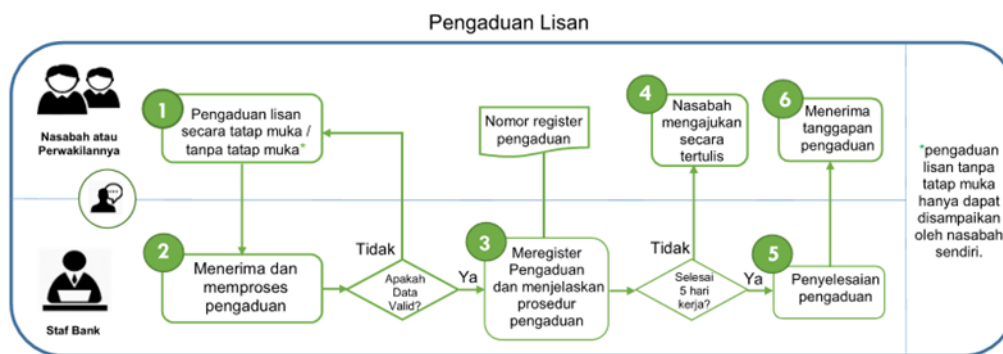 Pengaduan Lisan
Nasabah atau
Perwakilannya
1
Pengaduan lisan
secara tatap muka /
tanpa tatap muka*
Nomor register
pengaduan
4
Nasabah
mengajukan
secara
tertulis
6
Menerima
tanggapan
pengaduan
*pengaduan
lisan tanpa
tatap muka
hanya dapat
disampaikan
oleh nasabah
sendiri.
Staf Bank
2
Menerima dan
memproses
pengaduan
Tidak
Apakah
Data
Valid?
Ya
3
Meregister
Pengaduan
dan menjelaskan
prosedur
pengaduan
Tidak
Selesai
5 hari
kerja?
Ya
5
Penyelesaian
pengaduan